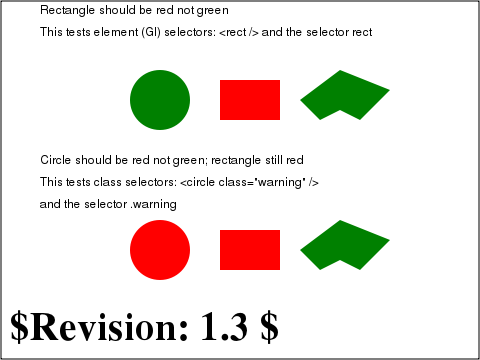 Rectangle should be red not green
This tests element (GI) selectors: <rect /> and the selector rect
Circle should be red not green; rectangle still red
This tests class selectors: <circle class="warning" />
and the selector .warning
$Revision: 1.3 $